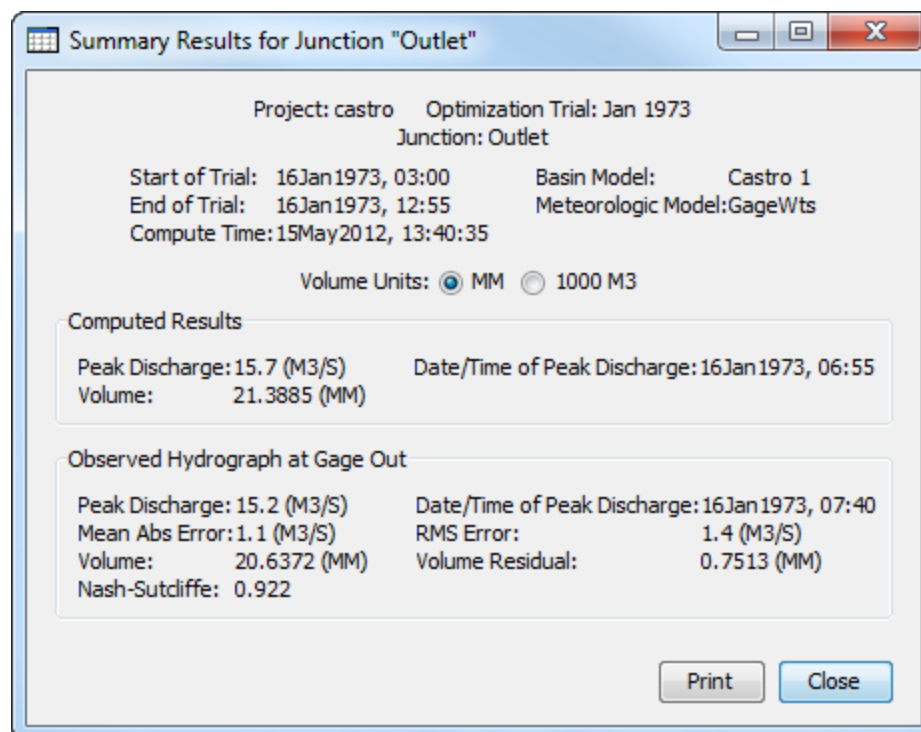 Summary Results for Junction "Outlet"
Project: castro Optimization Trial: Jan 1973
Junction: Outlet
Start of Trial: 16Jan1973, 03:00 Basin Model: Castro 1
End of Trial: 16Jan1973, 12:55 Meteorologic Model:GageWts
Compute Time:15May2012, 13:40:35
Volume Units: MM 1000 M3
Computed Results
Peak Discharge:15.7 (M3/S) Date/Time of Peak Discharge:16Jan1973, 06:55
Volume: 21.3885 (MM)
Observed Hydrograph at Gage Out
Peak Discharge:15.2 (M3/S) Date/Time of Peak Discharge:16Jan1973, 07:40
Mean Abs Error:1.1 (M3/S) RMS Error: 1.4 (M3/S)
Volume: 20.6372 (MM) Volume Residual: 0.7513 (MM)
Nash-Sutcliffe: 0.922
Print Close